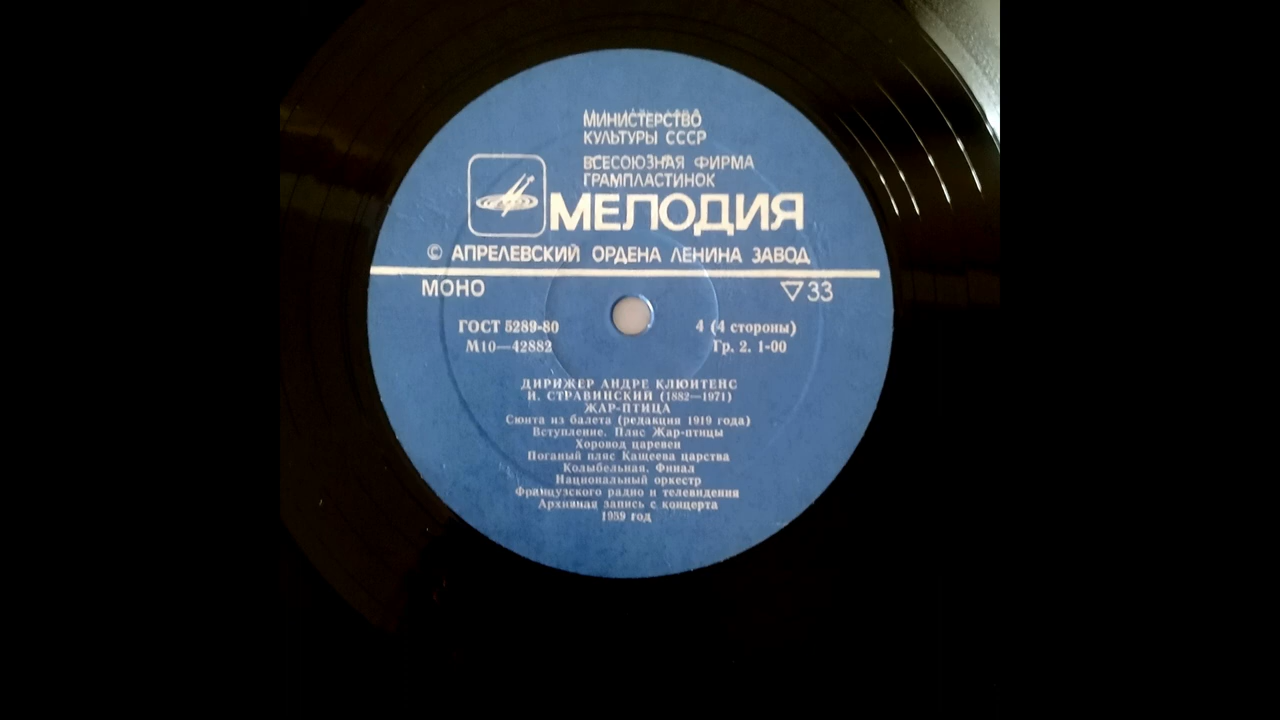 МИНИСТЕРСТВО
КУЛЬТУРЫ СССР
ВСЕСОЮЗНАЯ ФИРМА
ГРАМПЛАСТИНОК
МЕЛОДИЯ
© АПРЕЛЕВСКИЙ ОРДЕНА ЛЕНИНА ЗАВОД
МОНО ▽33
ГОСТ 5289-80 4 (4 стороны)
М10—42882 Гр. 2. 1-00
ДИРИЖЕР АНДРЕ КЛЮИТЕНС
И. СТРАВИНСКИЙ (1882—1971)
ЖАР-ПТИЦА
Сюита из балета (редакция 1919 года)
Вступление. Пляс Жар-птицы
Хоровод царевен
Поганый пляс Кащеева царства
Колыбельная. Финал
Национальный оркестр
Французского радио и телевидения
Архивная запись с концерта
1959 год